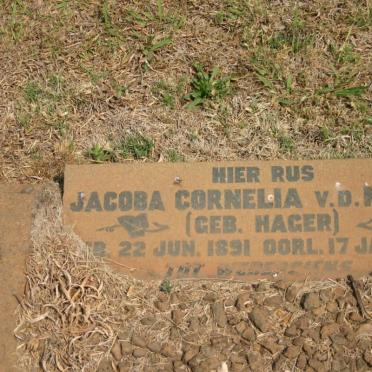 HIER RUS
JACOBA CORNELIA V.D.
(GEB. HAGER)
22 JUN. 1891 OORL. 17